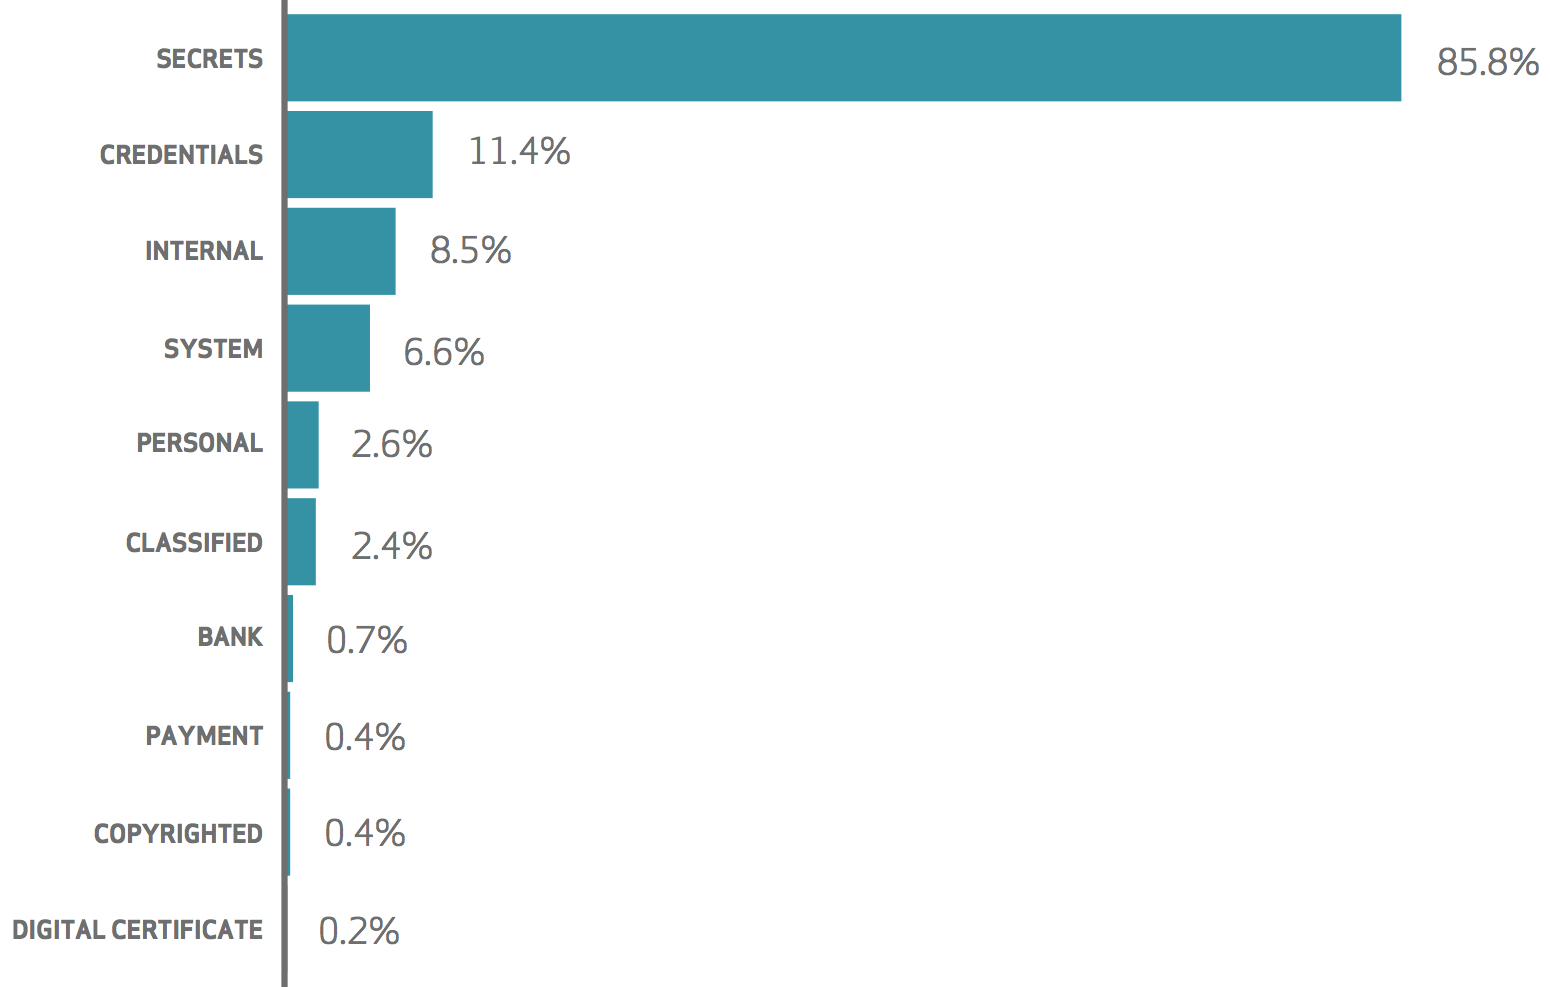 SECRETS 85.8%
CREDENTIALS 11.4%
INTERNAL 8.5%
SYSTEM 6.6%
PERSONAL 2.6%
CLASSIFIED 2.4%
BANK 0.7%
PAYMENT 0.4%
COPYRIGHTED 0.4%
DIGITAL CERTIFICATE 0.2%